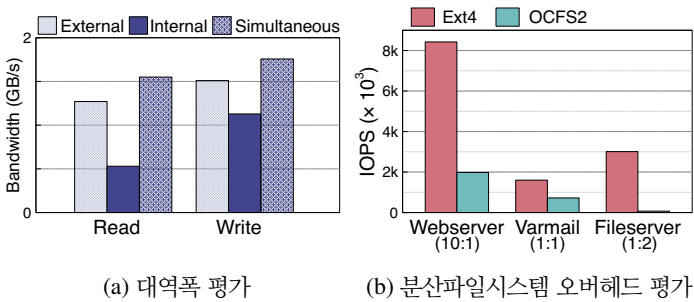 External Internal Simultaneous
2
0
Bandwidth (GB/s)
Read Write
(a) 대역폭 평가
Ext4 OCFS2
8k
6k
4k
2k
0
IOPS (× 10³)
Webserver Varmail Fileserver
(10:1) (1:1) (1:2)
(b) 분산파일시스템 오버헤드 평가